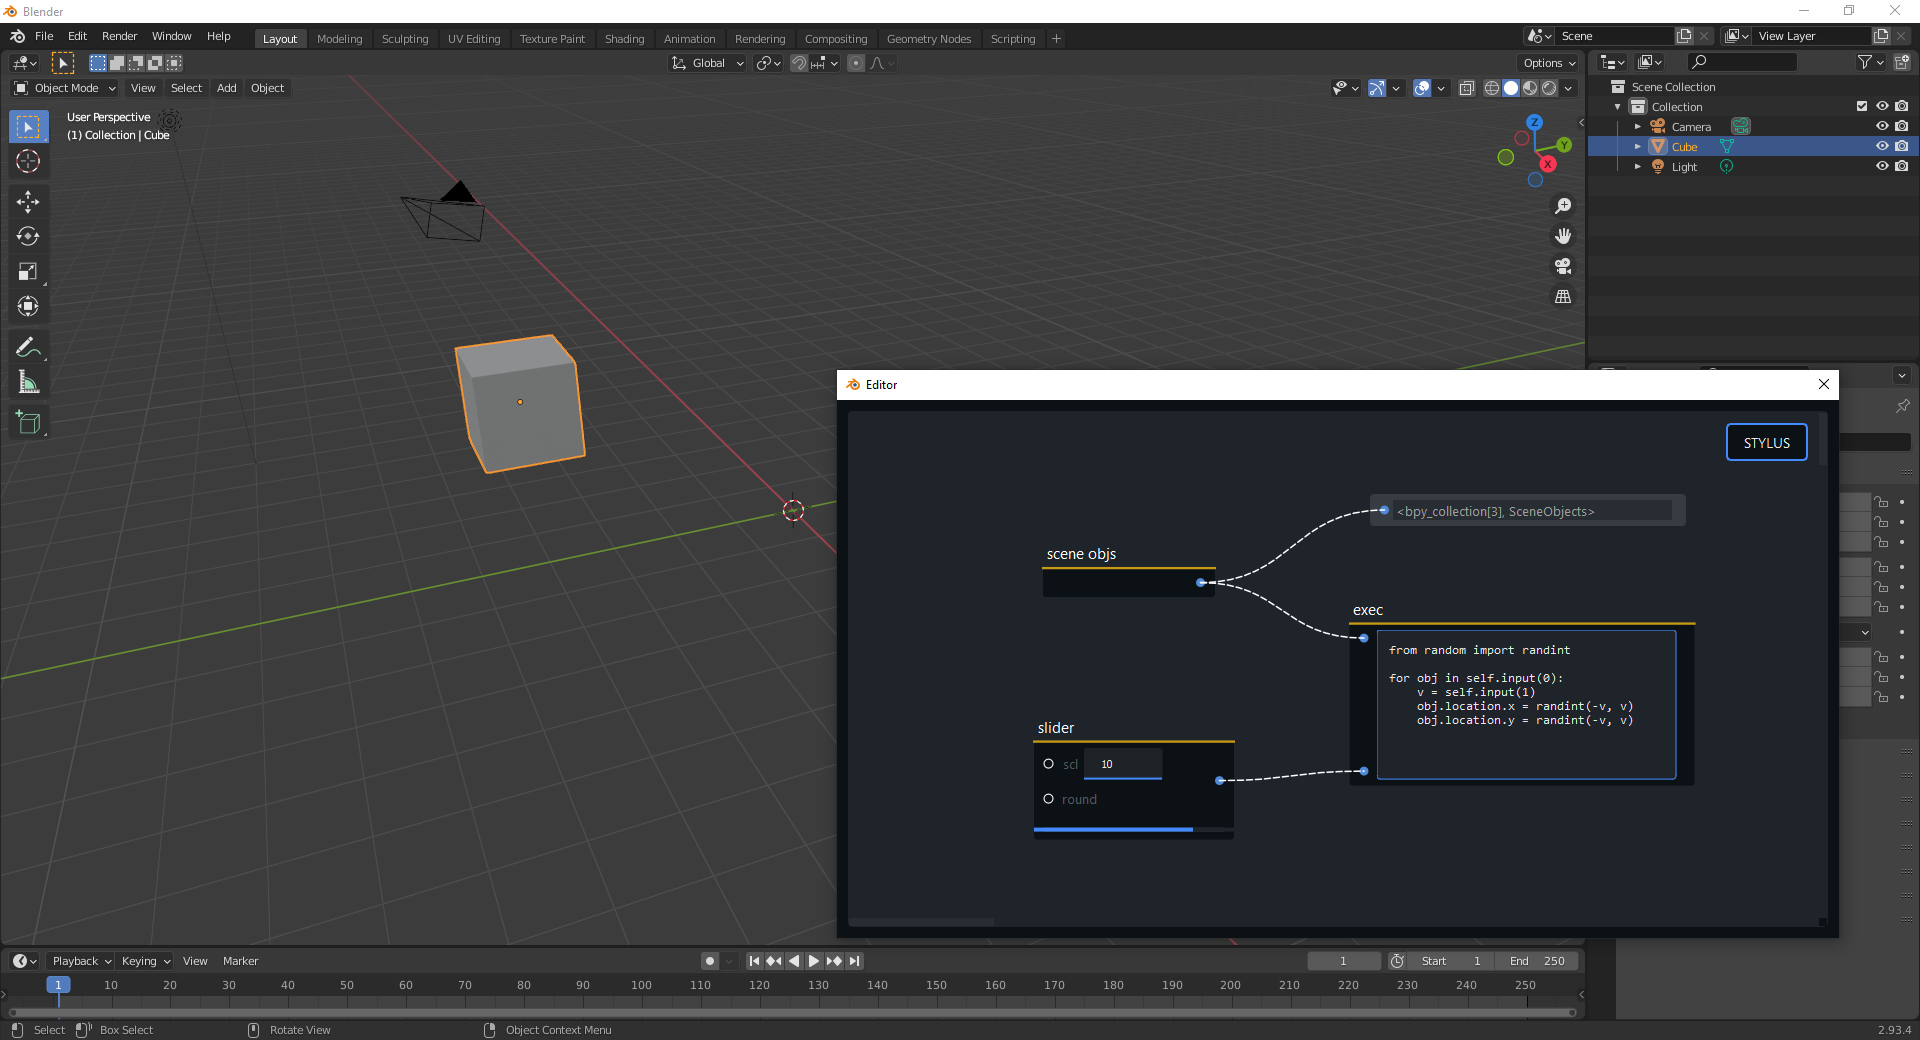 Blender
File Edit Render Window Help
Layout Modeling Sculpting UV Editing Texture Paint Shading Animation Rendering Compositing Geometry Nodes Scripting +
Scene
View Layer
Global
Options
Object Mode View Select Add Object
User Perspective
(1) Collection | Cube
Z
Y
X
Scene Collection
Collection
Camera
Cube
Light
Editor
STYLUS
<bpy_collection[3], SceneObjects>
scene objs
exec
from random import randint
for obj in self.input(0):
    v = self.input(1)
    obj.location.x = randint(-v, v)
    obj.location.y = randint(-v, v)
slider
scl 10
round
Playback Keying View Marker
1
Start 1
End 250
1 10 20 30 40 50 60 70 80 90 100 110 120 130 140 150 160 170 180 190 200 210 220 230 240 250
Select Box Select Rotate View Object Context Menu
2.93.4